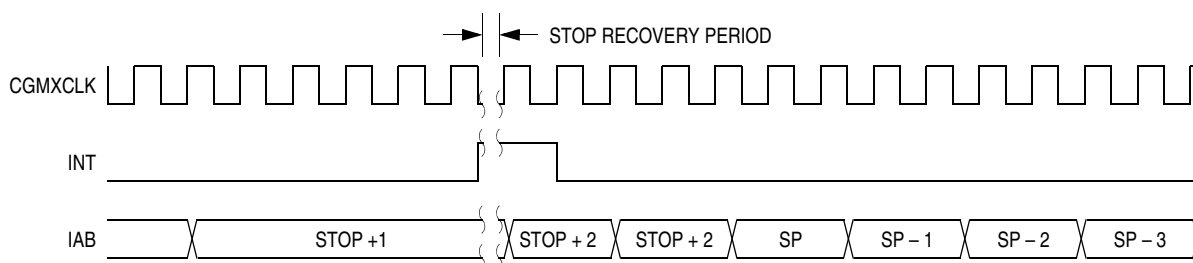 STOP RECOVERY PERIOD
CGMXCLK
INT
IAB
STOP +1
STOP + 2
STOP + 2
SP
SP – 1
SP – 2
SP – 3